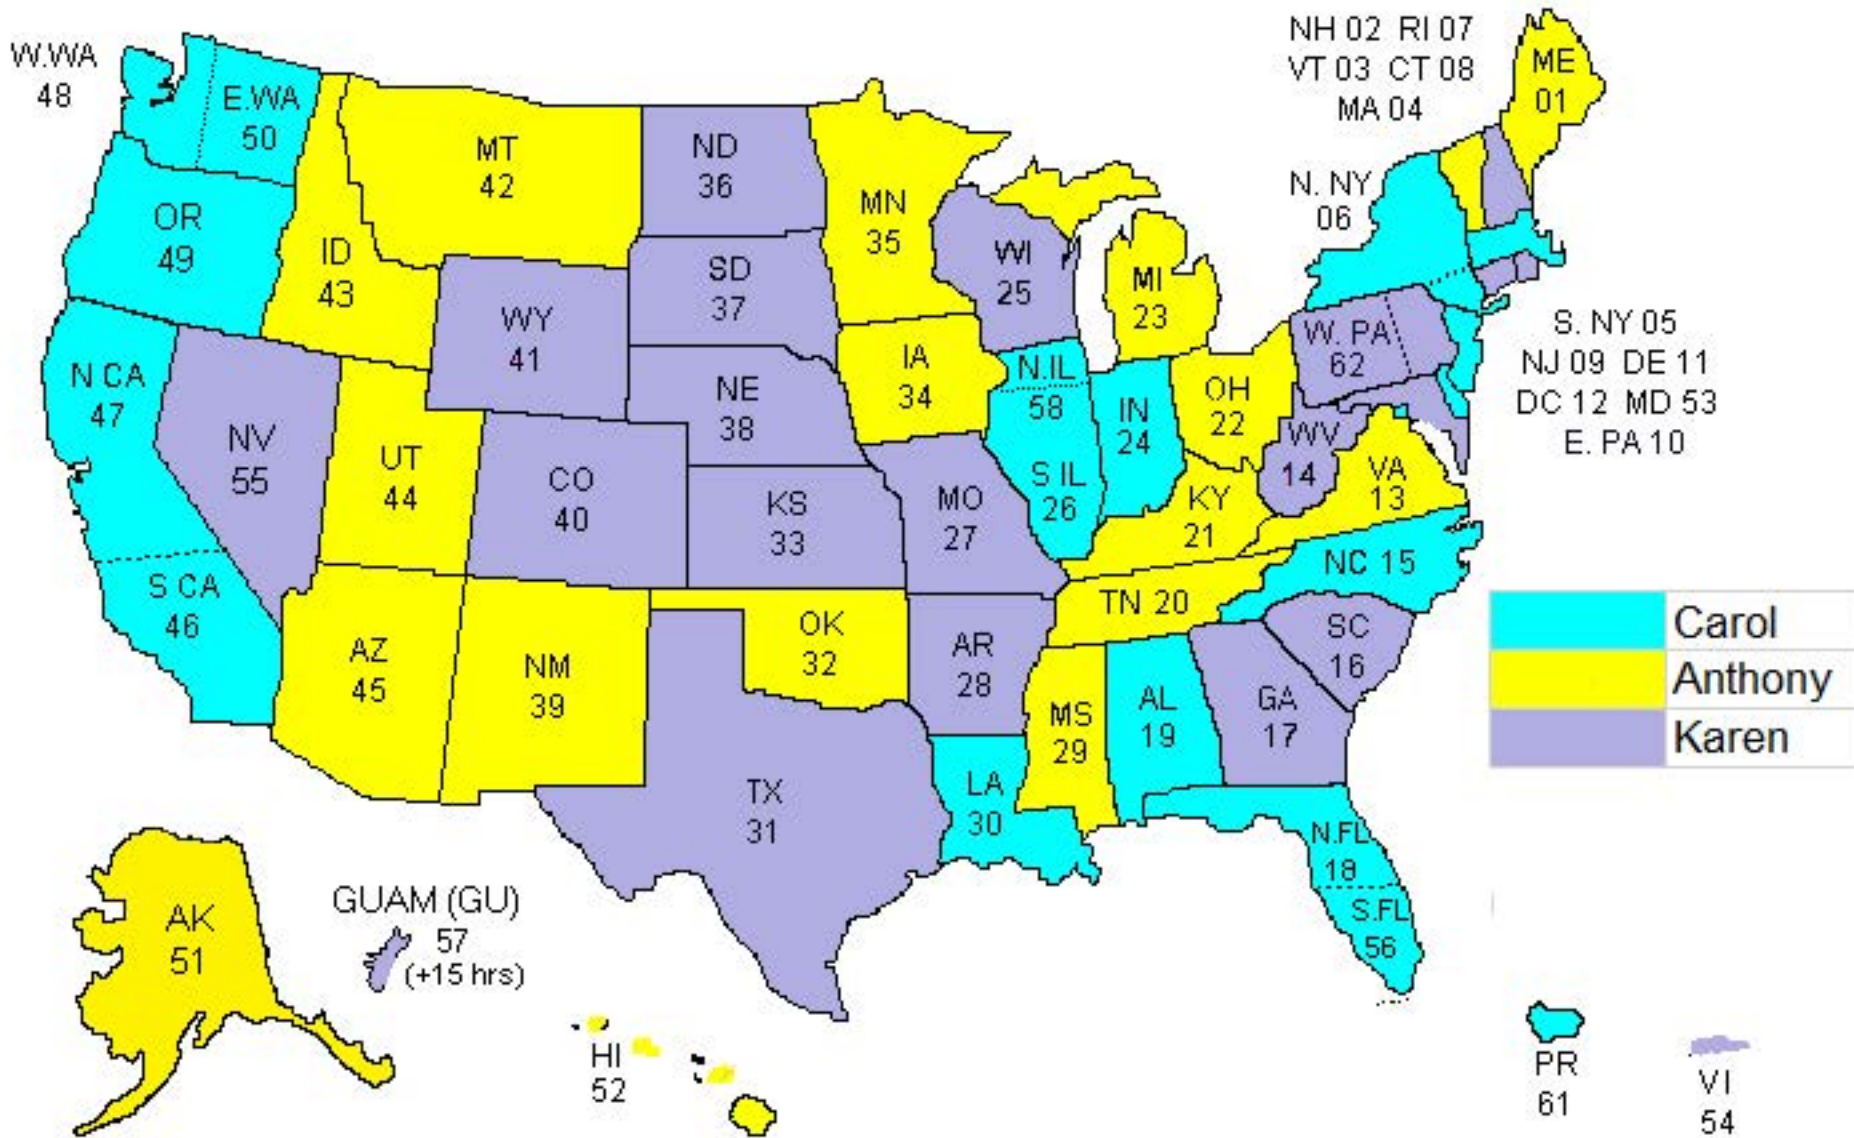 W.WA
48
E.WA
50
OR
49
N CA
47
S CA
46
NV
55
ID
43
MT
42
WY
41
UT
44
AZ
45
CO
40
NM
39
ND
36
SD
37
NE
38
KS
33
OK
32
TX
31
MN
35
IA
34
MO
27
AR
28
LA
30
WI
25
N.IL
58
S IL
26
MI
23
IN
24
OH
22
KY
21
TN 20
MS
29
AL
19
GA
17
N.FL
18
S.FL
56
SC
16
NC 15
VA
13
WV
14
W. PA
62
N. NY
06
NH 02 RI 07
VT 03 CT 08
MA 04
ME
01
S. NY 05
NJ 09 DE 11
DC 12 MD 53
E. PA 10
Carol
Anthony
Karen
AK
51
GUAM (GU)
57
(+15 hrs)
HI
52
PR
61
VI
54